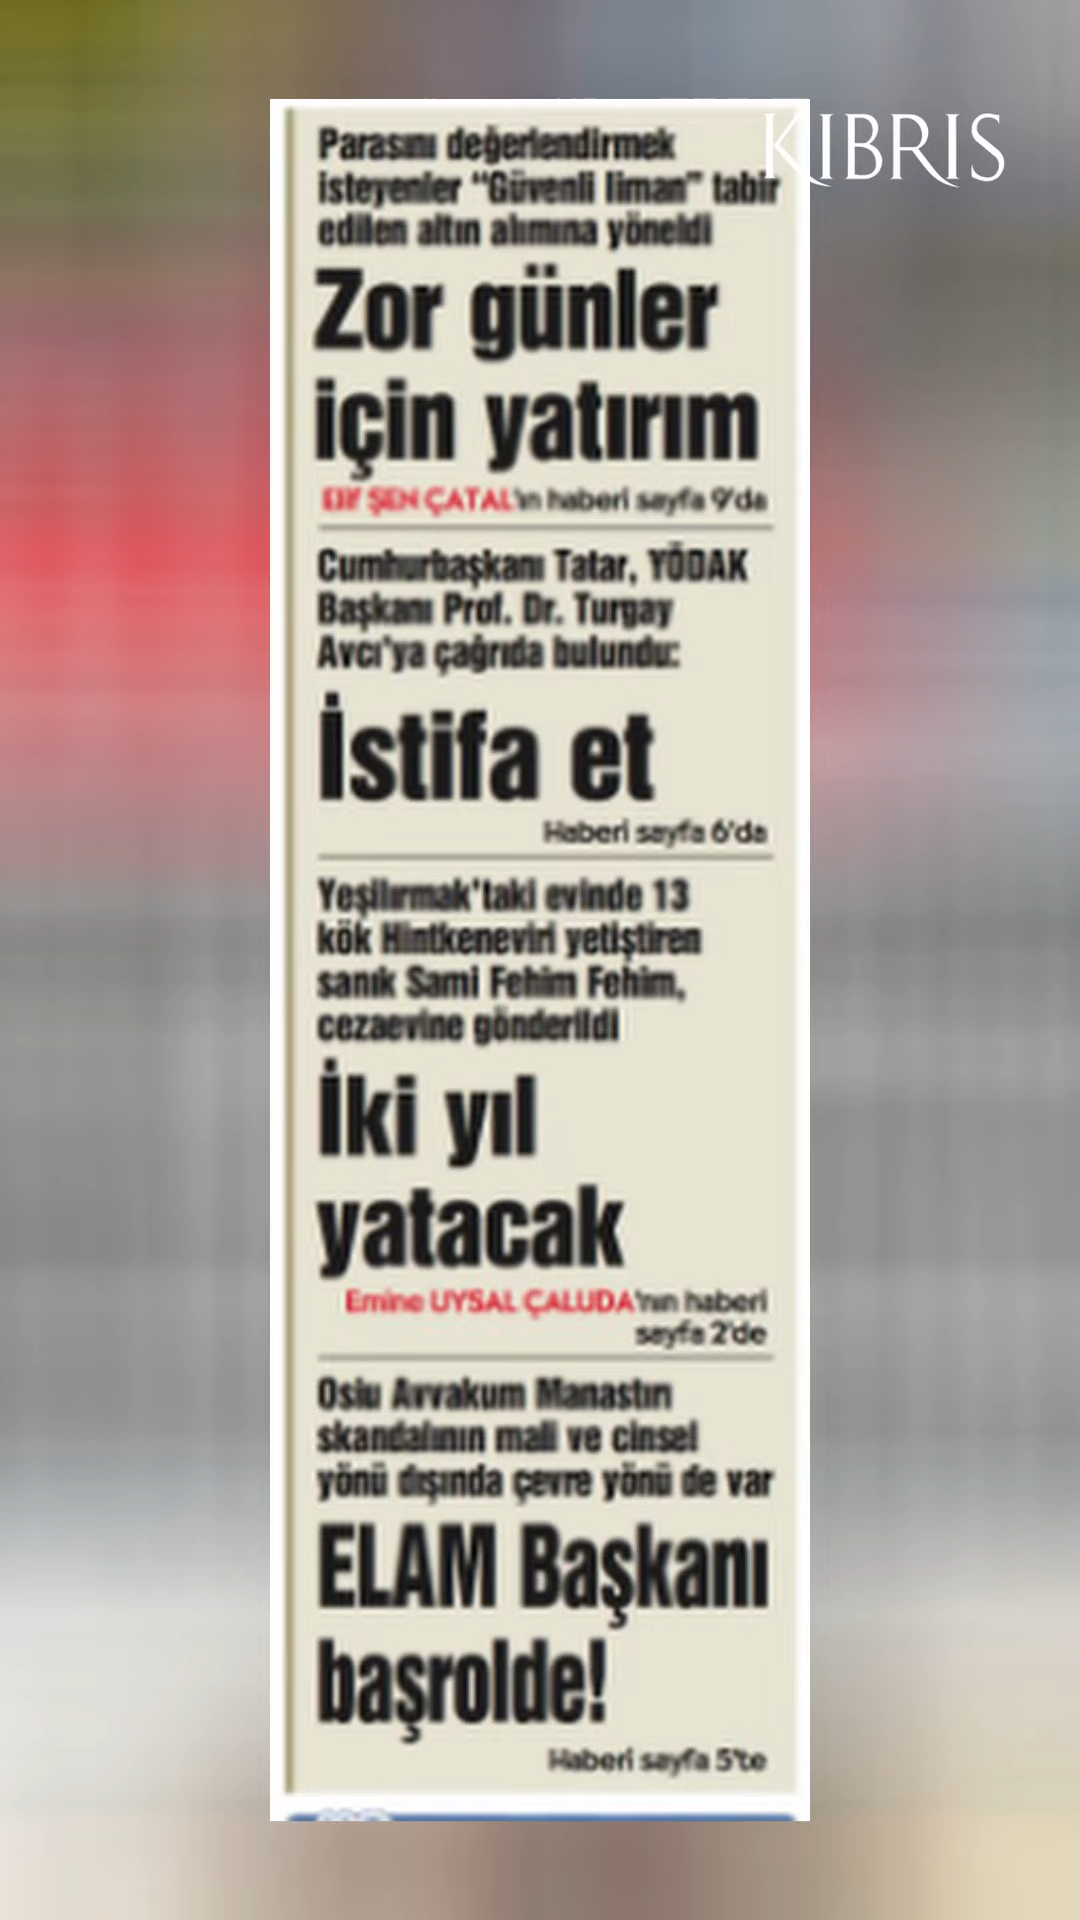 KIBRIS
Parasını değerlendirmek
isteyenler “Güvenli liman” tabir
edilen altın alımına yöneldi
Zor günler
için yatırım
Elif ŞEN ÇATAL'ın haberi sayfa 9'da
Cumhurbaşkanı Tatar, YÖDAK
Başkanı Prof. Dr. Turgay
Avcı'ya çağrıda bulundu:
İstifa et
Haberi sayfa 6'da
Yeşilırmak'taki evinde 13
kök Hintkeneviri yetiştiren
sanık Sami Fehim Fehim,
cezaevine gönderildi
İki yıl
yatacak
Emine UYSAL ÇALUDA'nın haberi
sayfa 2'de
Osiu Avvakum Manastırı
skandalının mali ve cinsel
yönü dışında çevre yönü de var
ELAM Başkanı
başrolde!
Haberi sayfa 5'te